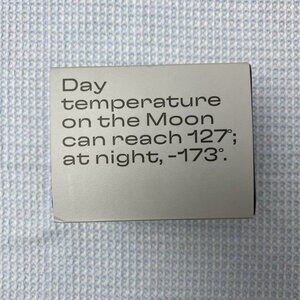 Day
temperature
on the Moon
can reach 127°;
at night, -173°.